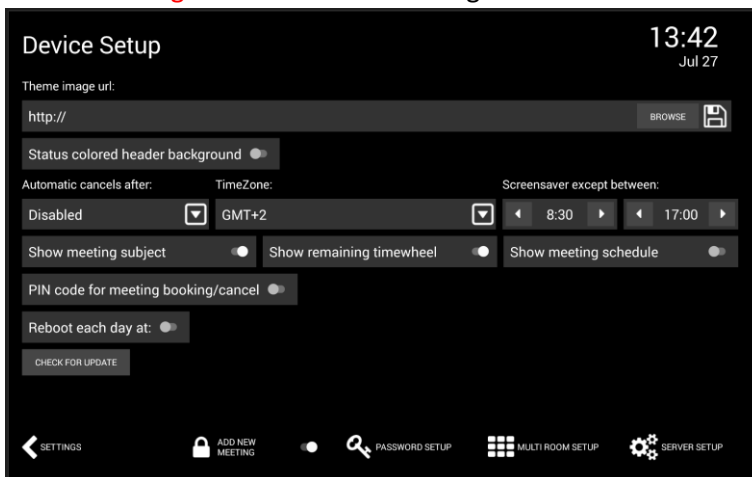 Device Setup
13:42
Jul 27
Theme image url:
http://
BROWSE
Status colored header background
Automatic cancels after:
TimeZone:
Screensaver except between:
Disabled
GMT+2
8:30
17:00
Show meeting subject
Show remaining timewheel
Show meeting schedule
PIN code for meeting booking/cancel
Reboot each day at:
CHECK FOR UPDATE
SETTINGS
ADD NEW
MEETING
PASSWORD SETUP
MULTI ROOM SETUP
SERVER SETUP